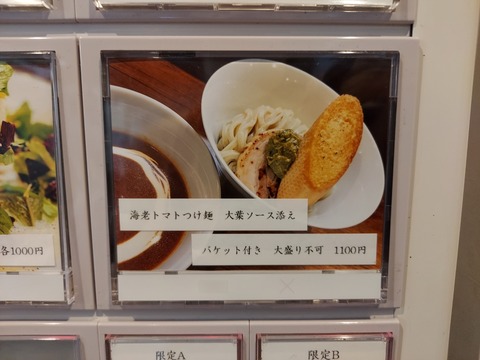 海老トマトつけ麺　大葉ソース添え
バケット付き　大盛り不可　1100円
各1000円
限定A
限定B